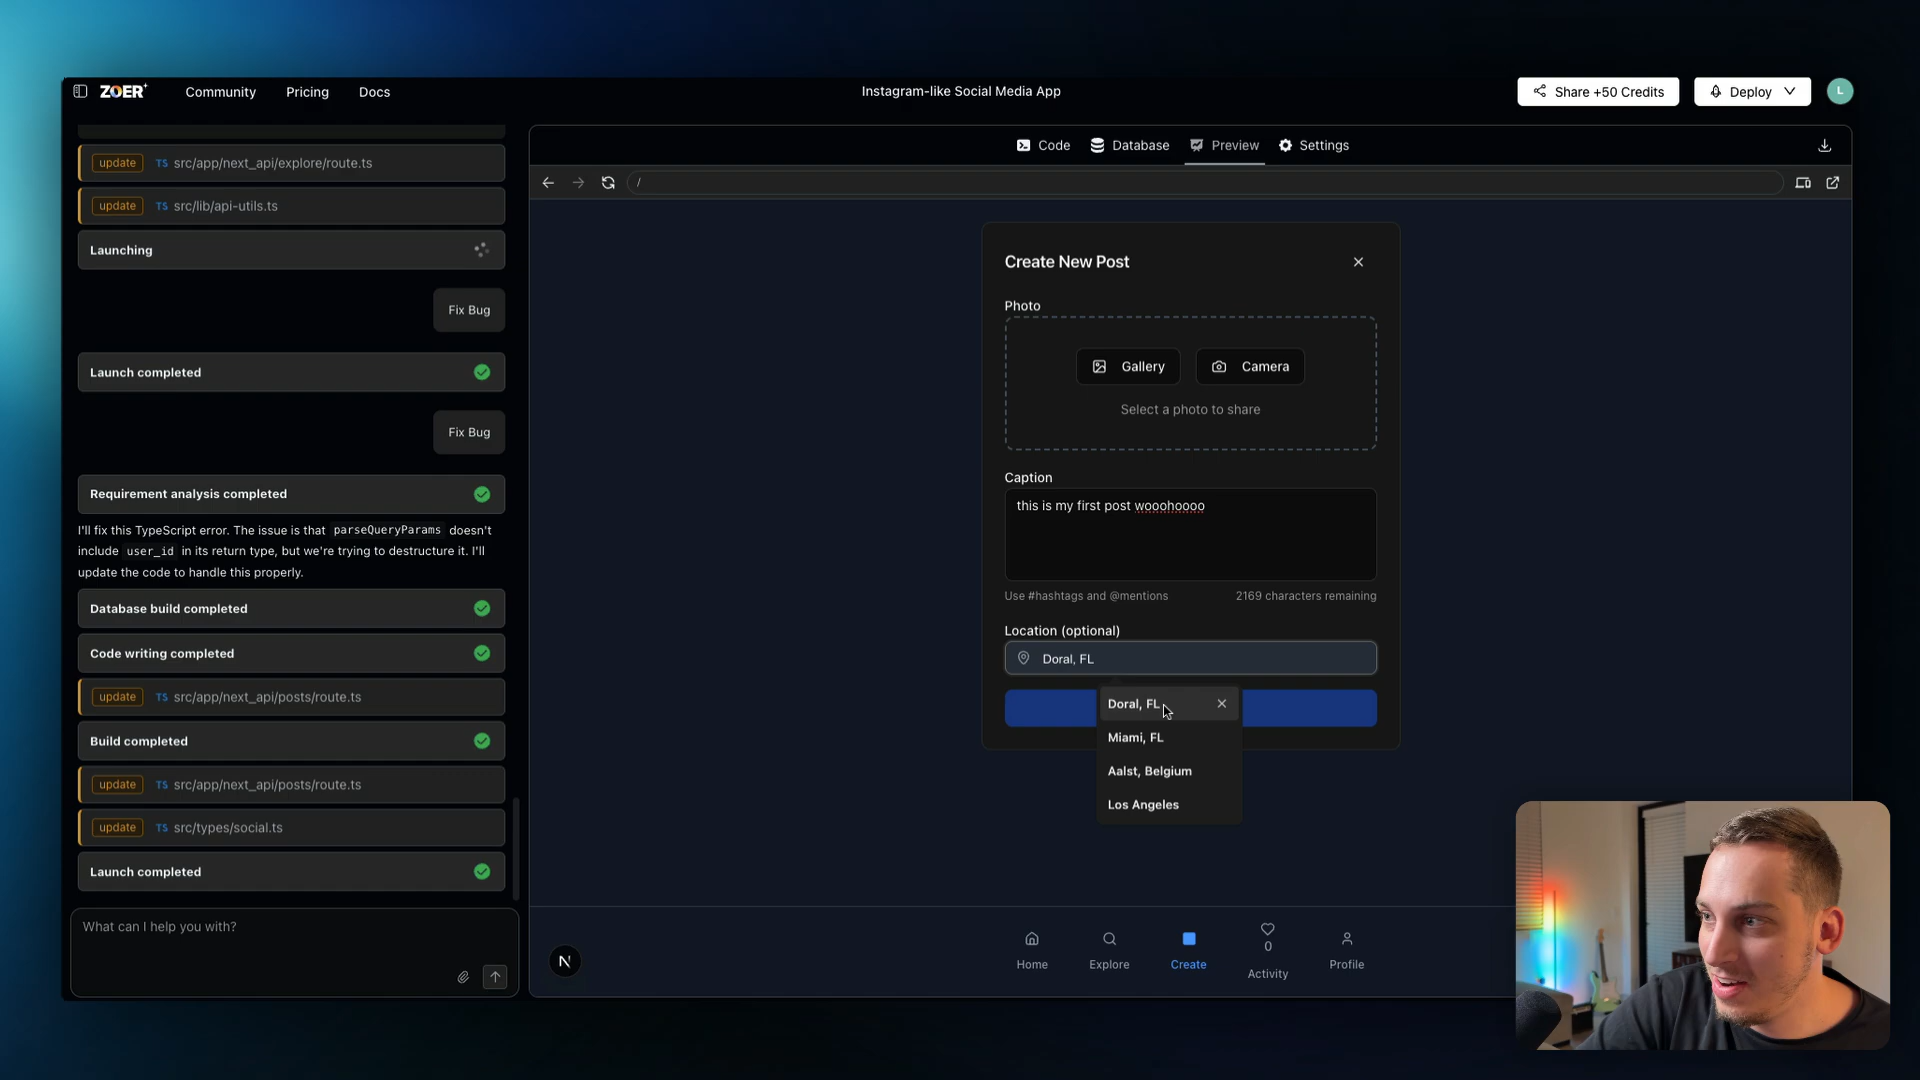 ZOER
Community
Pricing
Docs
Instagram-like Social Media App
Share +50 Credits
Deploy
L
update TS src/app/next_api/explore/route.ts
update TS src/lib/api-utils.ts
Launching
Fix Bug
Launch completed
Fix Bug
Requirement analysis completed
I'll fix this TypeScript error. The issue is that parseQueryParams doesn't
include user_id in its return type, but we're trying to destructure it. I'll
update the code to handle this properly.
Database build completed
Code writing completed
update TS src/app/next_api/posts/route.ts
Build completed
update TS src/app/next_api/posts/route.ts
update TS src/types/social.ts
Launch completed
What can I help you with?
Code
Database
Preview
Settings
/
Create New Post
Photo
Gallery
Camera
Select a photo to share
Caption
this is my first post wooohoooo
Use #hashtags and @mentions
2169 characters remaining
Location (optional)
Doral, FL
Doral, FL
Miami, FL
Aalst, Belgium
Los Angeles
N
Home
Explore
Create
0
Activity
Profile